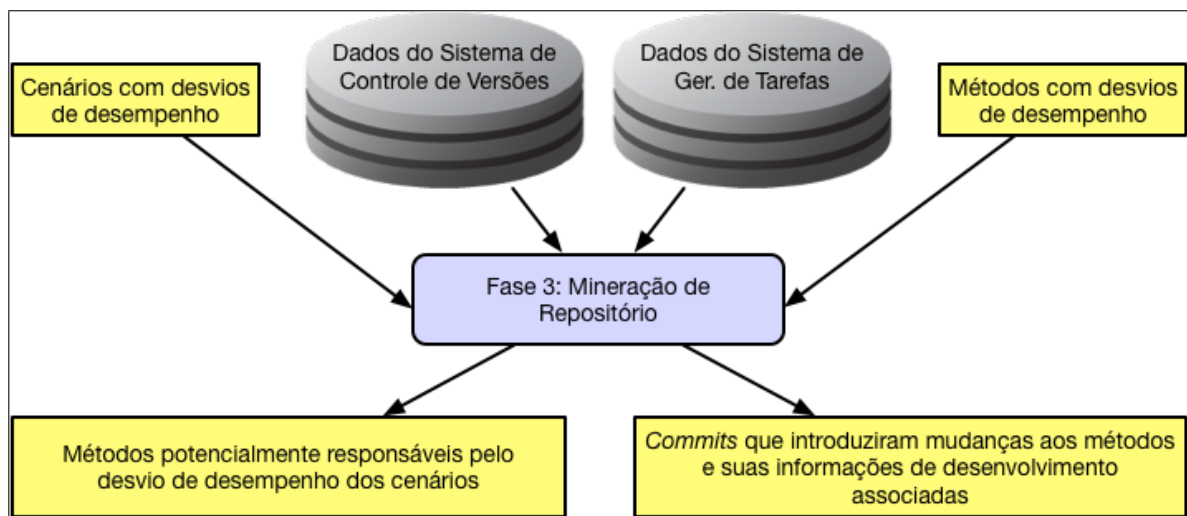 Dados do Sistema de
Controle de Versões
Dados do Sistema de
Ger. de Tarefas
Cenários com desvios
de desempenho
Métodos com desvios
de desempenho
Fase 3: Mineração de
Repositório
Métodos potencialmente responsáveis pelo
desvio de desempenho dos cenários
Commits que introduziram mudanças aos métodos
e suas informações de desenvolvimento
associadas